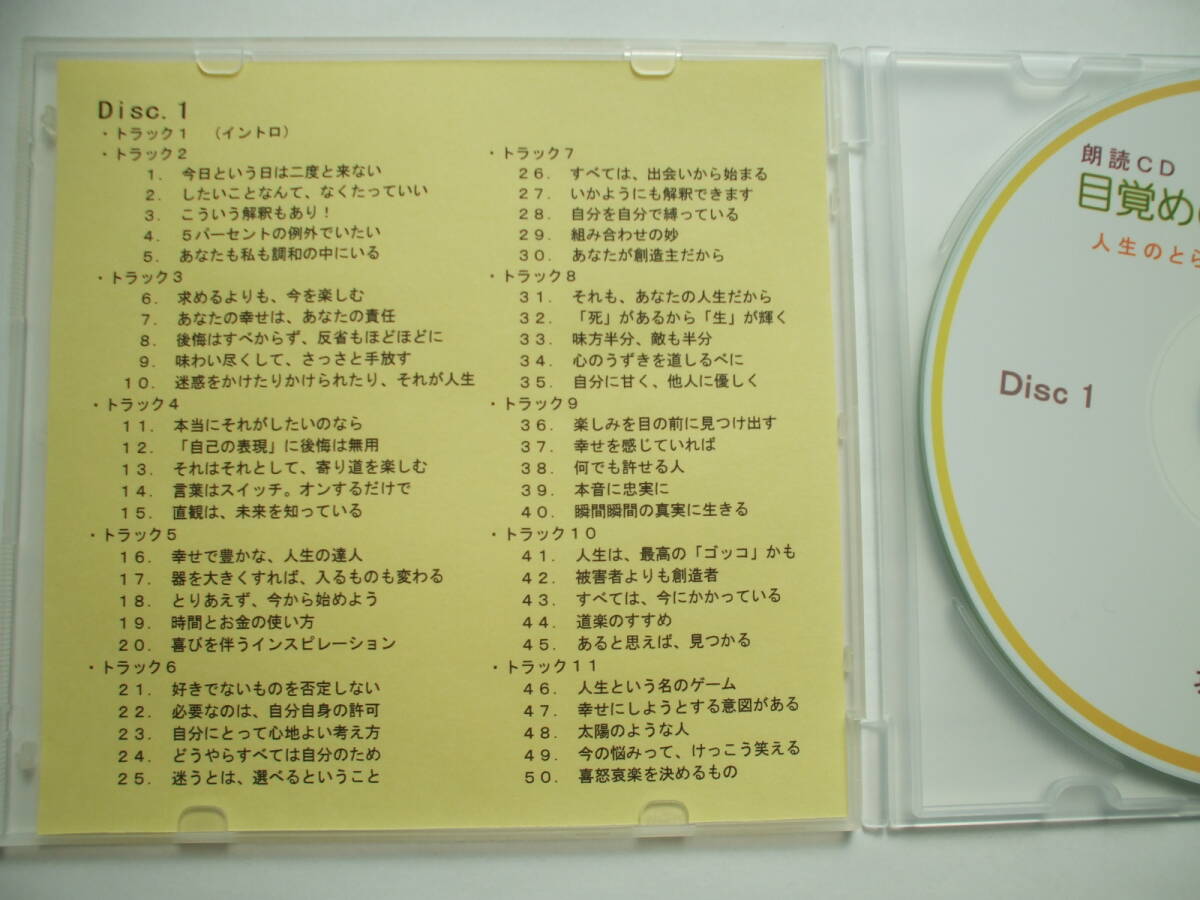 Disc.1
・トラック１　（イントロ）
・トラック２
１．今日という日は二度と来ない
２．したいことなんて、なくたっていい
３．こういう解釈もあり！
４．５パーセントの例外でいたい
５．あなたも私も調和の中にいる
・トラック３
６．求めるよりも、今を楽しむ
７．あなたの幸せは、あなたの責任
８．後悔はすべからず、反省もほどほどに
９．味わい尽くして、さっさと手放す
１０．迷惑をかけたりかけられたり、それが人生
・トラック４
１１．本当にそれがしたいのなら
１２．「自己の表現」に後悔は無用
１３．それはそれとして、寄り道を楽しむ
１４．言葉はスイッチ。オンするだけで
１５．直観は、未来を知っている
・トラック５
１６．幸せで豊かな、人生の達人
１７．器を大きくすれば、入るものも変わる
１８．とりあえず、今から始めよう
１９．時間とお金の使い方
２０．喜びを伴うインスピレーション
・トラック６
２１．好きでないものを否定しない
２２．必要なのは、自分自身の許可
２３．自分にとって心地よい考え方
２４．どうやらすべては自分のため
２５．迷うとは、選べるということ
・トラック７
２６．すべては、出会いから始まる
２７．いかようにも解釈できます
２８．自分を自分で縛っている
２９．組み合わせの妙
３０．あなたが創造主だから
・トラック８
３１．それも、あなたの人生だから
３２．「死」があるから「生」が輝く
３３．味方半分、敵も半分
３４．心のうずきを道しるべに
３５．自分に甘く、他人に優しく
・トラック９
３６．楽しみを目の前に見つけ出す
３７．幸せを感じていれば
３８．何でも許せる人
３９．本音に忠実に
４０．瞬間瞬間の真実に生きる
・トラック１０
４１．人生は、最高の「ゴッコ」かも
４２．被害者よりも創造者
４３．すべては、今にかかっている
４４．道楽のすすめ
４５．あると思えば、見つかる
・トラック１１
４６．人生という名のゲーム
４７．幸せにしようとする意図がある
４８．太陽のような人
４９．今の悩みって、けっこう笑える
５０．喜怒哀楽を決めるもの
朗読CD
目覚め
人生のとら
Disc 1